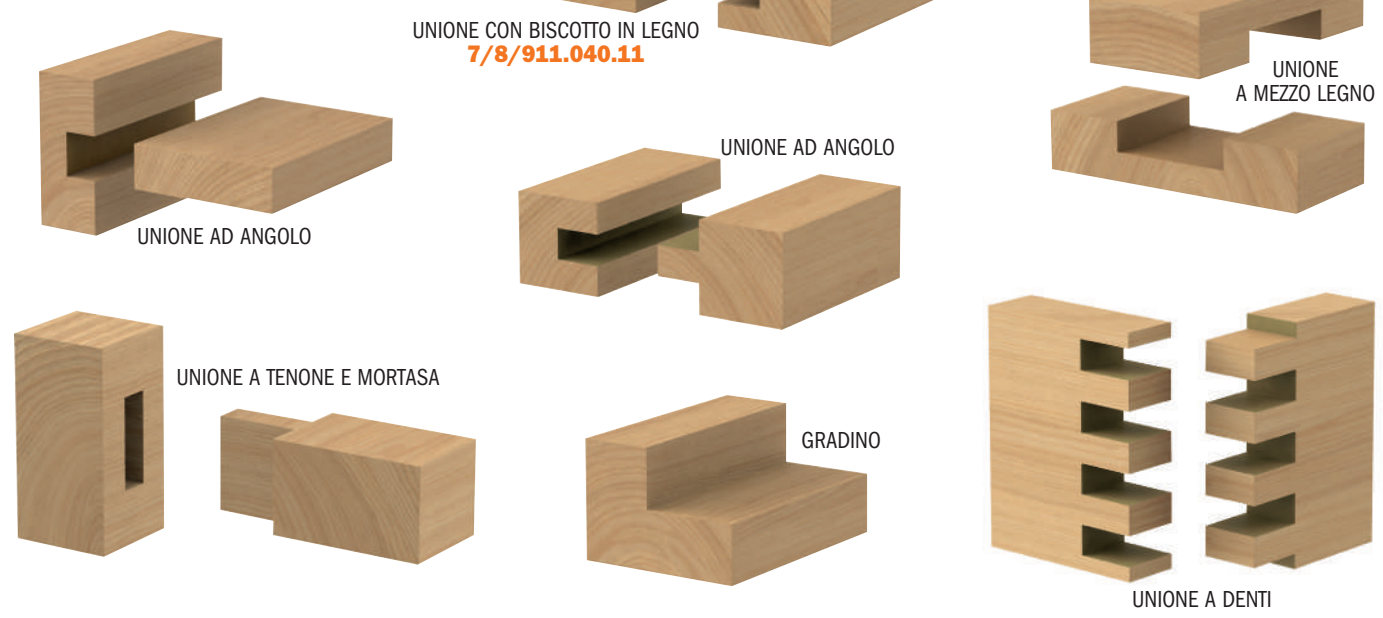 UNIONE CON BISCOTTO IN LEGNO
7/8/911.040.11
UNIONE
A MEZZO LEGNO
UNIONE AD ANGOLO
UNIONE AD ANGOLO
UNIONE A TENONE E MORTASA
GRADINO
UNIONE A DENTI